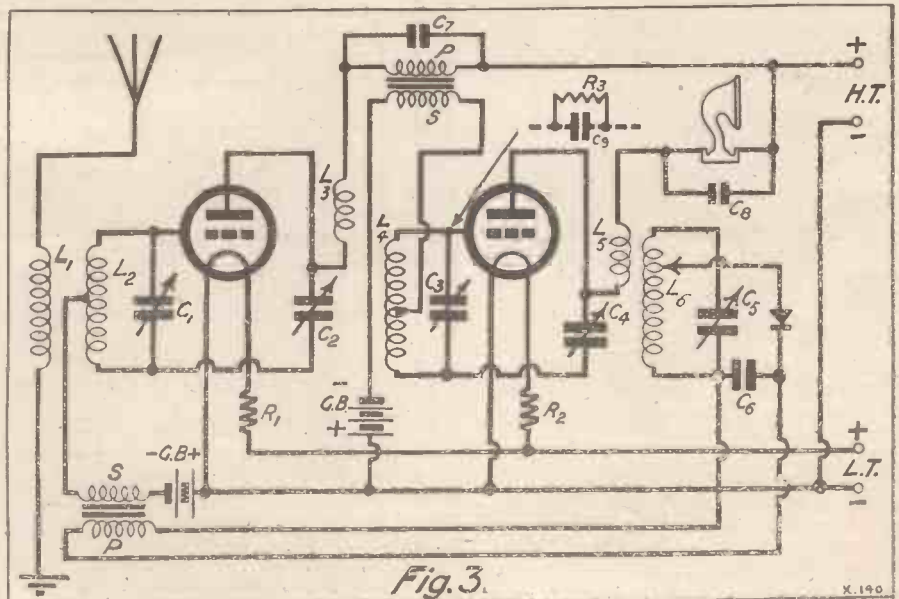 C7
P
S
+
H.T.
-
R3
C9
L1
L2
C1
L3
C2
L4
C3
L5
C4
L6
C5
C8
C6
R1
-
G.B.
+
R2
+
L.T.
-
S
-G.B+
P
Fig. 3.
X.140